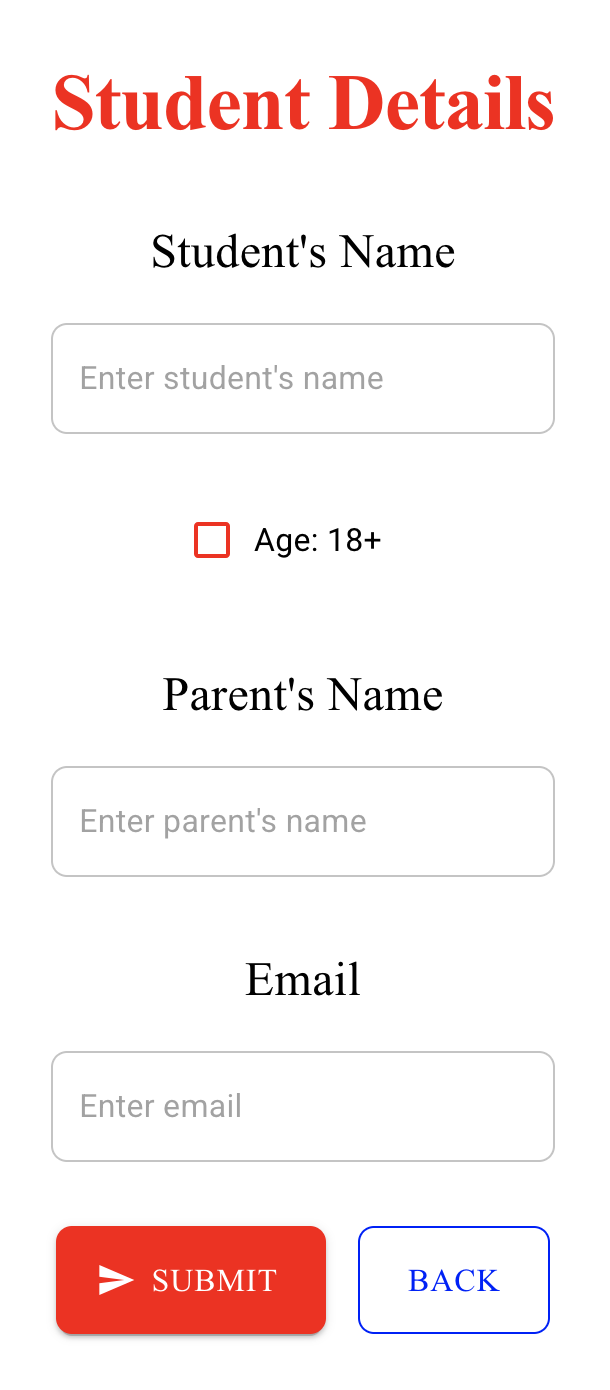 Student Details
Student's Name
Enter student's name
Age: 18+
Parent's Name
Enter parent's name
Email
Enter email
SUBMIT BACK